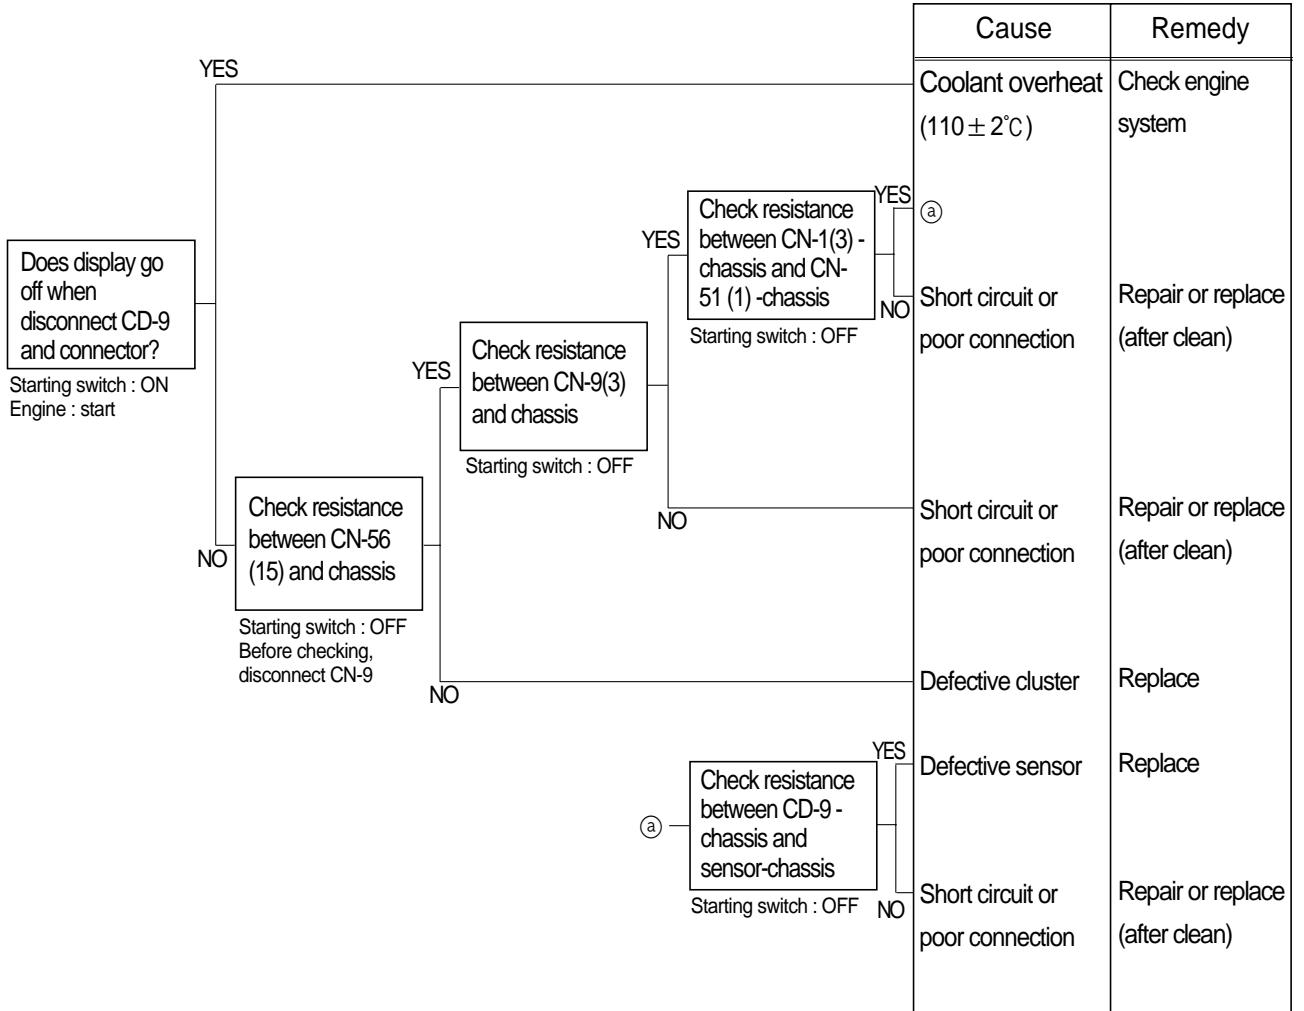 Cause
Remedy
YES
Coolant overheat
(110 ± 2℃)
Check engine
system
Does display go
off when
disconnect CD-9
and connector?
Starting switch : ON
Engine : start
NO
Check resistance
between CN-56
(15) and chassis
Starting switch : OFF
Before checking,
disconnect CN-9
YES
Check resistance
between CN-9(3)
and chassis
Starting switch : OFF
YES
Check resistance
between CN-1(3) -
chassis and CN-
51 (1) -chassis
Starting switch : OFF
YES
ⓐ
NO
Short circuit or
poor connection
Repair or replace
(after clean)
NO
Short circuit or
poor connection
Repair or replace
(after clean)
NO
Defective cluster
Replace
ⓐ
Check resistance
between CD-9 -
chassis and
sensor-chassis
Starting switch : OFF
YES
Defective sensor
Replace
NO
Short circuit or
poor connection
Repair or replace
(after clean)